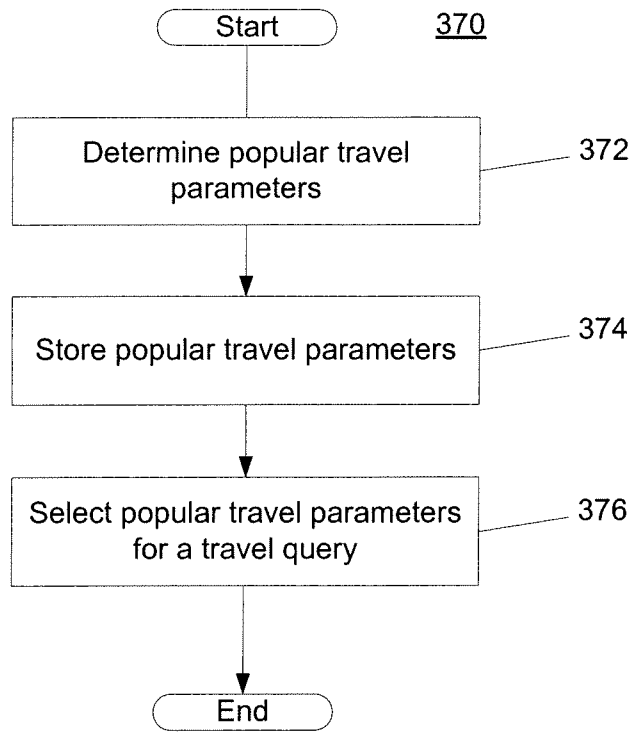 Start
370
Determine popular travel
parameters
372
Store popular travel parameters
374
Select popular travel parameters
for a travel query
376
End